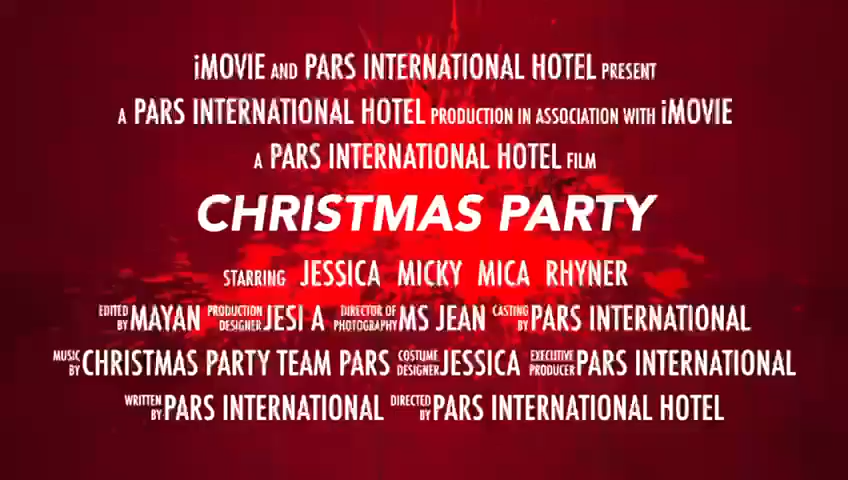 iMOVIE AND PARS INTERNATIONAL HOTEL PRESENT
A PARS INTERNATIONAL HOTEL PRODUCTION IN ASSOCIATION WITH iMOVIE
A PARS INTERNATIONAL HOTEL FILM
CHRISTMAS PARTY
STARRING JESSICA MICKY MICA RHYNER
EDITED BY MAYAN PRODUCTION DESIGNER JESI A DIRECTOR OF PHOTOGRAPHY MS JEAN CASTING BY PARS INTERNATIONAL
MUSIC BY CHRISTMAS PARTY TEAM PARS COSTUME DESIGNER JESSICA EXECUTIVE PRODUCER PARS INTERNATIONAL
WRITTEN BY PARS INTERNATIONAL DIRECTED BY PARS INTERNATIONAL HOTEL